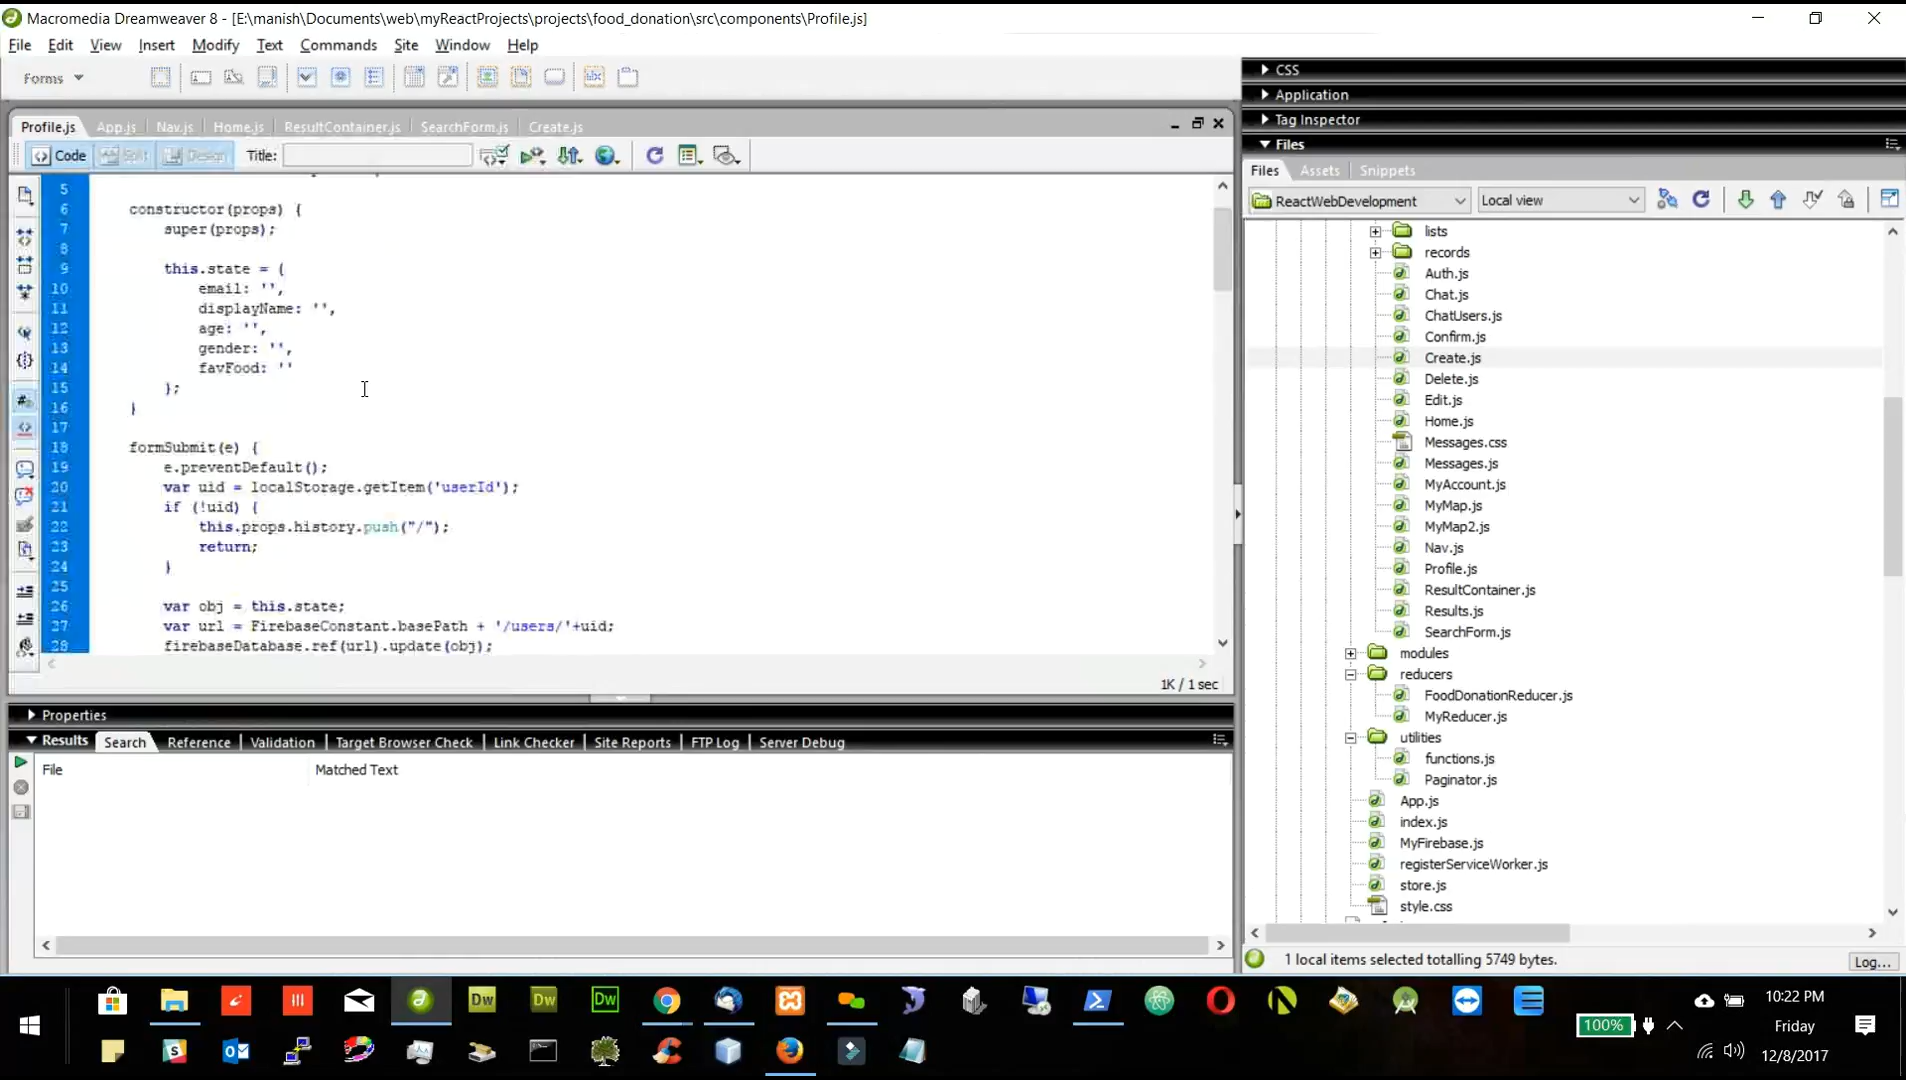 Macromedia Dreamweaver 8 - [E:\manish\Documents\web\myReactProjects\projects\food_donation\src\components\Profile.js]
File Edit View Insert Modify Text Commands Site Window Help
Forms
Profile.js App.js Nav.js Home.js ResultContainer.js SearchForm.js Create.js
Code Split Design Title:
5
6 constructor(props) {
7 super(props);
8
9 this.state = {
10 email: '',
11 displayName: '',
12 age: '',
13 gender: '',
14 favFood: ''
15 };
16 }
17
18 formSubmit(e) {
19 e.preventDefault();
20 var uid = localStorage.getItem('userId');
21 if (!uid) {
22 this.props.history.push("/");
23 return;
24 }
25
26 var obj = this.state;
27 var url = FirebaseConstant.basePath + '/users/'+uid;
28 firebaseDatabase.ref(url).update(obj);
1K / 1 sec
Properties
Results Search Reference Validation Target Browser Check Link Checker Site Reports FTP Log Server Debug
File Matched Text
CSS
Application
Tag Inspector
Files
Files Assets Snippets
ReactWebDevelopment Local view
lists
records
Auth.js
Chat.js
ChatUsers.js
Confirm.js
Create.js
Delete.js
Edit.js
Home.js
Messages.css
Messages.js
MyAccount.js
MyMap.js
MyMap2.js
Nav.js
Profile.js
ResultContainer.js
Results.js
SearchForm.js
modules
reducers
FoodDonationReducer.js
MyReducer.js
utilities
functions.js
Paginator.js
App.js
index.js
MyFirebase.js
registerServiceWorker.js
store.js
style.css
1 local items selected totalling 5749 bytes.
Log...
Dw Dw Dw
100%
10:22 PM
Friday
12/8/2017